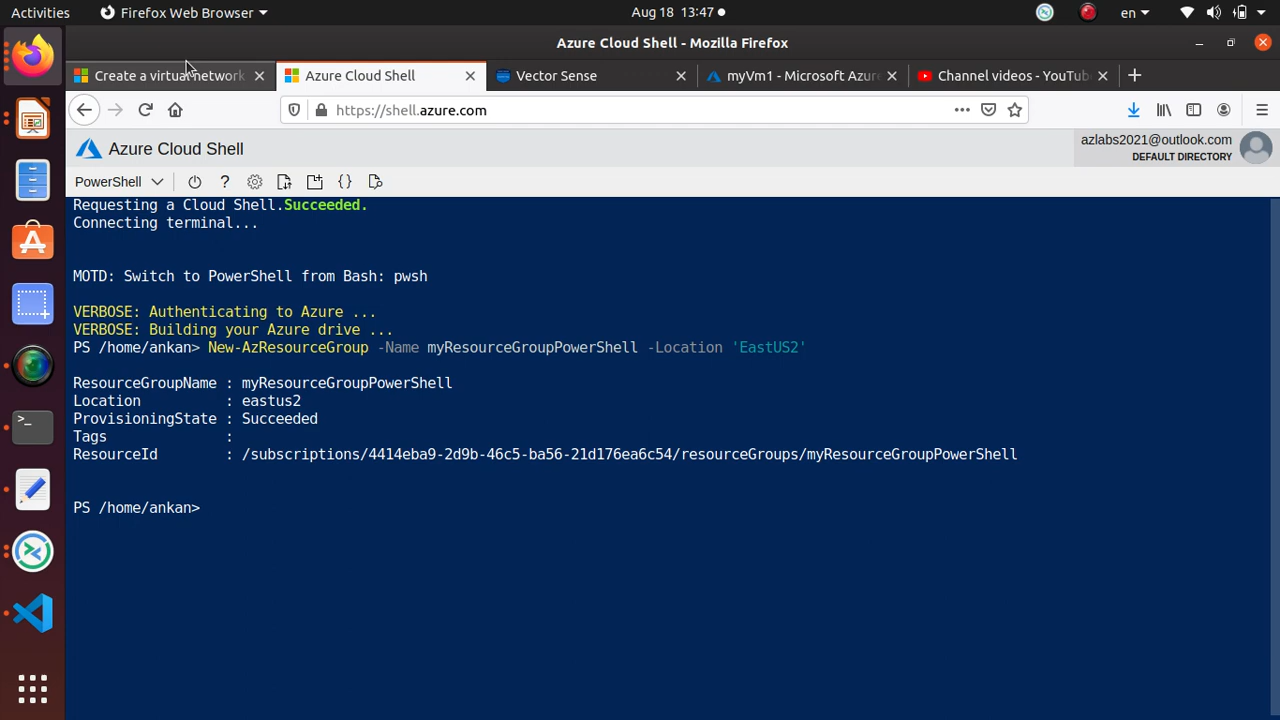 Activities
Firefox Web Browser
Aug 18 13:47
en
Azure Cloud Shell - Mozilla Firefox
Create a virtual network
Azure Cloud Shell
Vector Sense
myVm1 - Microsoft Azure
Channel videos - YouTub
https://shell.azure.com
Azure Cloud Shell
azlabs2021@outlook.com
DEFAULT DIRECTORY
PowerShell
?
{ }
Requesting a Cloud Shell.Succeeded.
Connecting terminal...
MOTD: Switch to PowerShell from Bash: pwsh
VERBOSE: Authenticating to Azure ...
VERBOSE: Building your Azure drive ...
PS /home/ankan> New-AzResourceGroup -Name myResourceGroupPowerShell -Location 'EastUS2'
ResourceGroupName : myResourceGroupPowerShell
Location : eastus2
ProvisioningState : Succeeded
Tags :
ResourceId : /subscriptions/4414eba9-2d9b-46c5-ba56-21d176ea6c54/resourceGroups/myResourceGroupPowerShell
PS /home/ankan>